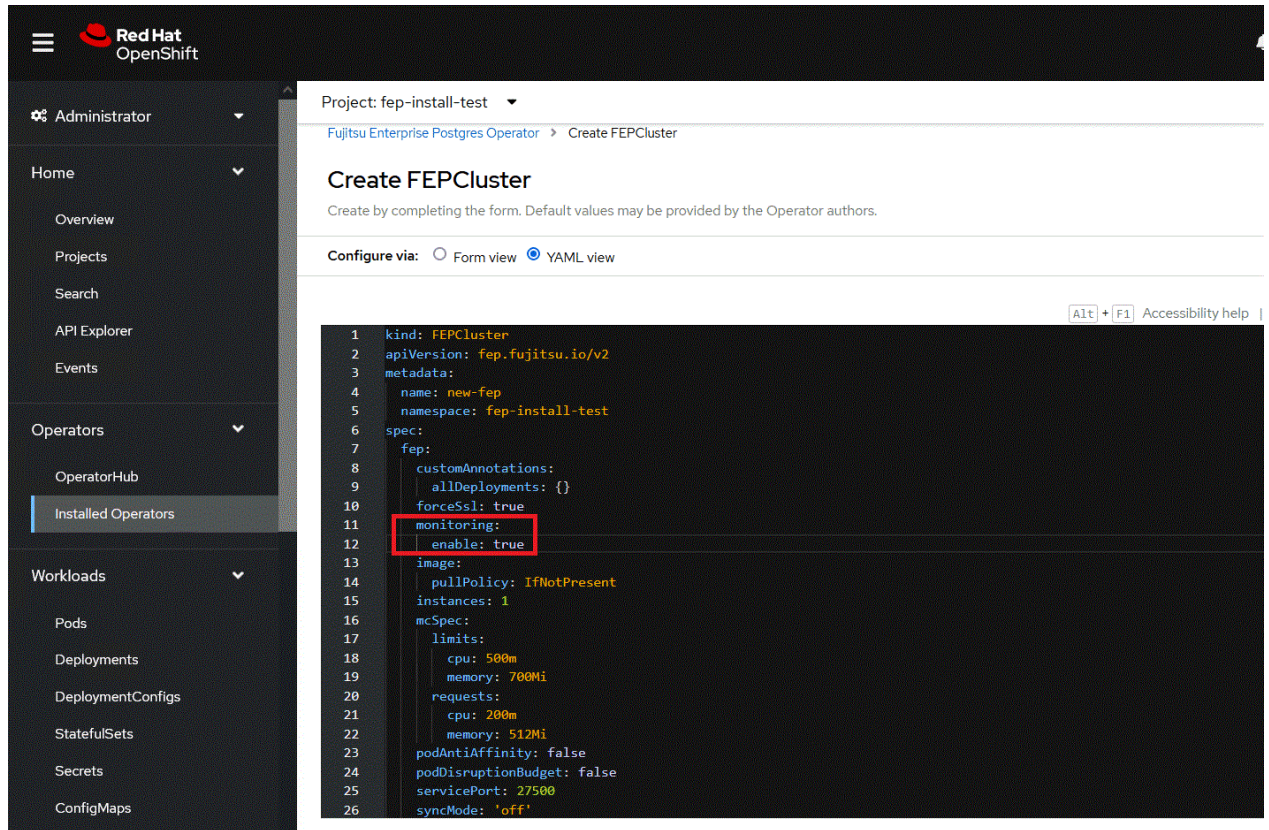 Red Hat
OpenShift
Administrator
Home
Overview
Projects
Search
API Explorer
Events
Operators
OperatorHub
Installed Operators
Workloads
Pods
Deployments
DeploymentConfigs
StatefulSets
Secrets
ConfigMaps
Project: fep-install-test
Fujitsu Enterprise Postgres Operator > Create FEPCluster
Create FEPCluster
Create by completing the form. Default values may be provided by the Operator authors.
Configure via: Form view YAML view
Alt + F1 Accessibility help |
1 kind: FEPCluster
2 apiVersion: fep.fujitsu.io/v2
3 metadata:
4 name: new-fep
5 namespace: fep-install-test
6 spec:
7 fep:
8 customAnnotations:
9 allDeployments: {}
10 forceSsl: true
11 monitoring:
12 enable: true
13 image:
14 pullPolicy: IfNotPresent
15 instances: 1
16 mcSpec:
17 limits:
18 cpu: 500m
19 memory: 700Mi
20 requests:
21 cpu: 200m
22 memory: 512Mi
23 podAntiAffinity: false
24 podDisruptionBudget: false
25 servicePort: 27500
26 syncMode: 'off'